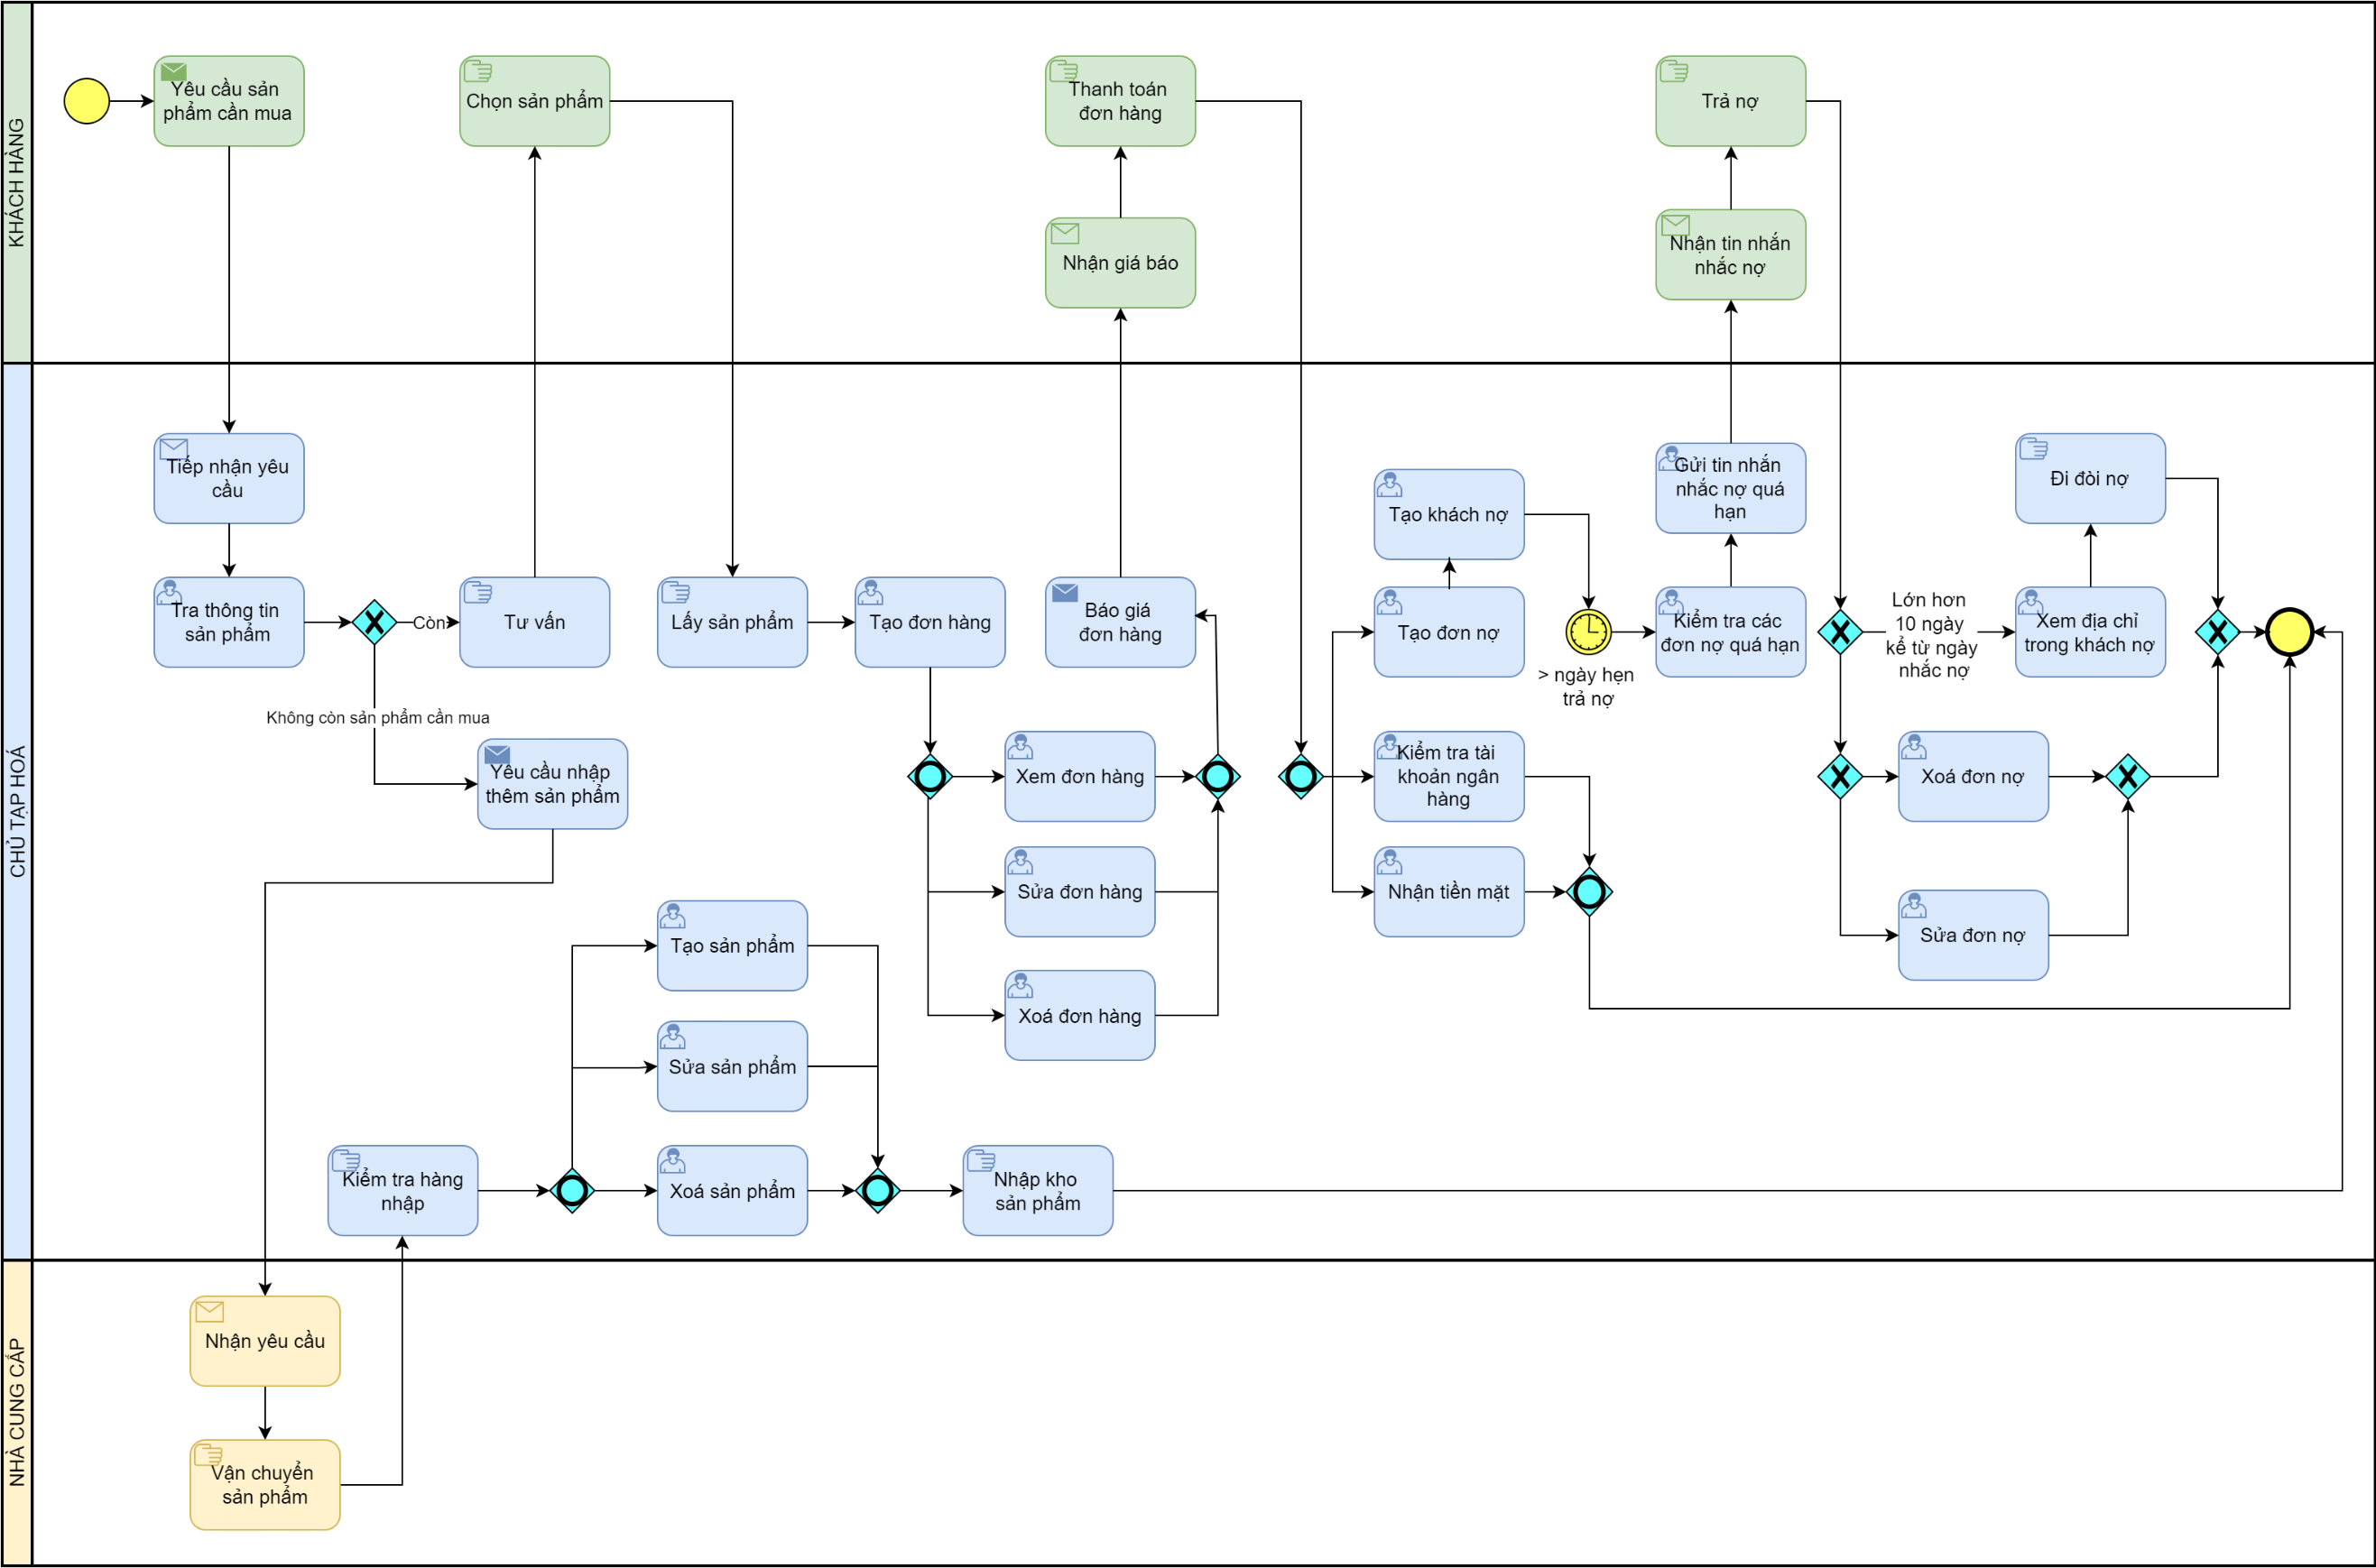 KHÁCH HÀNG
Yêu cầu sản
phẩm cần mua
Chọn sản phẩm
Thanh toán
đơn hàng
Nhận giá báo
Trả nợ
Nhận tin nhắn
nhắc nợ
CHỦ TẠP HOÁ
Tiếp nhận yêu
cầu
Tra thông tin
sản phẩm
Còn
Không còn sản phẩm cần mua
Tư vấn
Yêu cầu nhập
thêm sản phẩm
Lấy sản phẩm
Tạo đơn hàng
Báo giá
đơn hàng
Xem đơn hàng
Sửa đơn hàng
Xoá đơn hàng
Tạo khách nợ
Tạo đơn nợ
Kiểm tra tài
khoản ngân
hàng
Nhận tiền mặt
> ngày hẹn
trả nợ
Gửi tin nhắn
nhắc nợ quá
hạn
Kiểm tra các
đơn nợ quá hạn
Lớn hơn
10 ngày
kể từ ngày
nhắc nợ
Đi đòi nợ
Xem địa chỉ
trong khách nợ
Xoá đơn nợ
Sửa đơn nợ
Tạo sản phẩm
Sửa sản phẩm
Xoá sản phẩm
Kiểm tra hàng
nhập
Nhập kho
sản phẩm
NHÀ CUNG CẤP
Nhận yêu cầu
Vận chuyển
sản phẩm